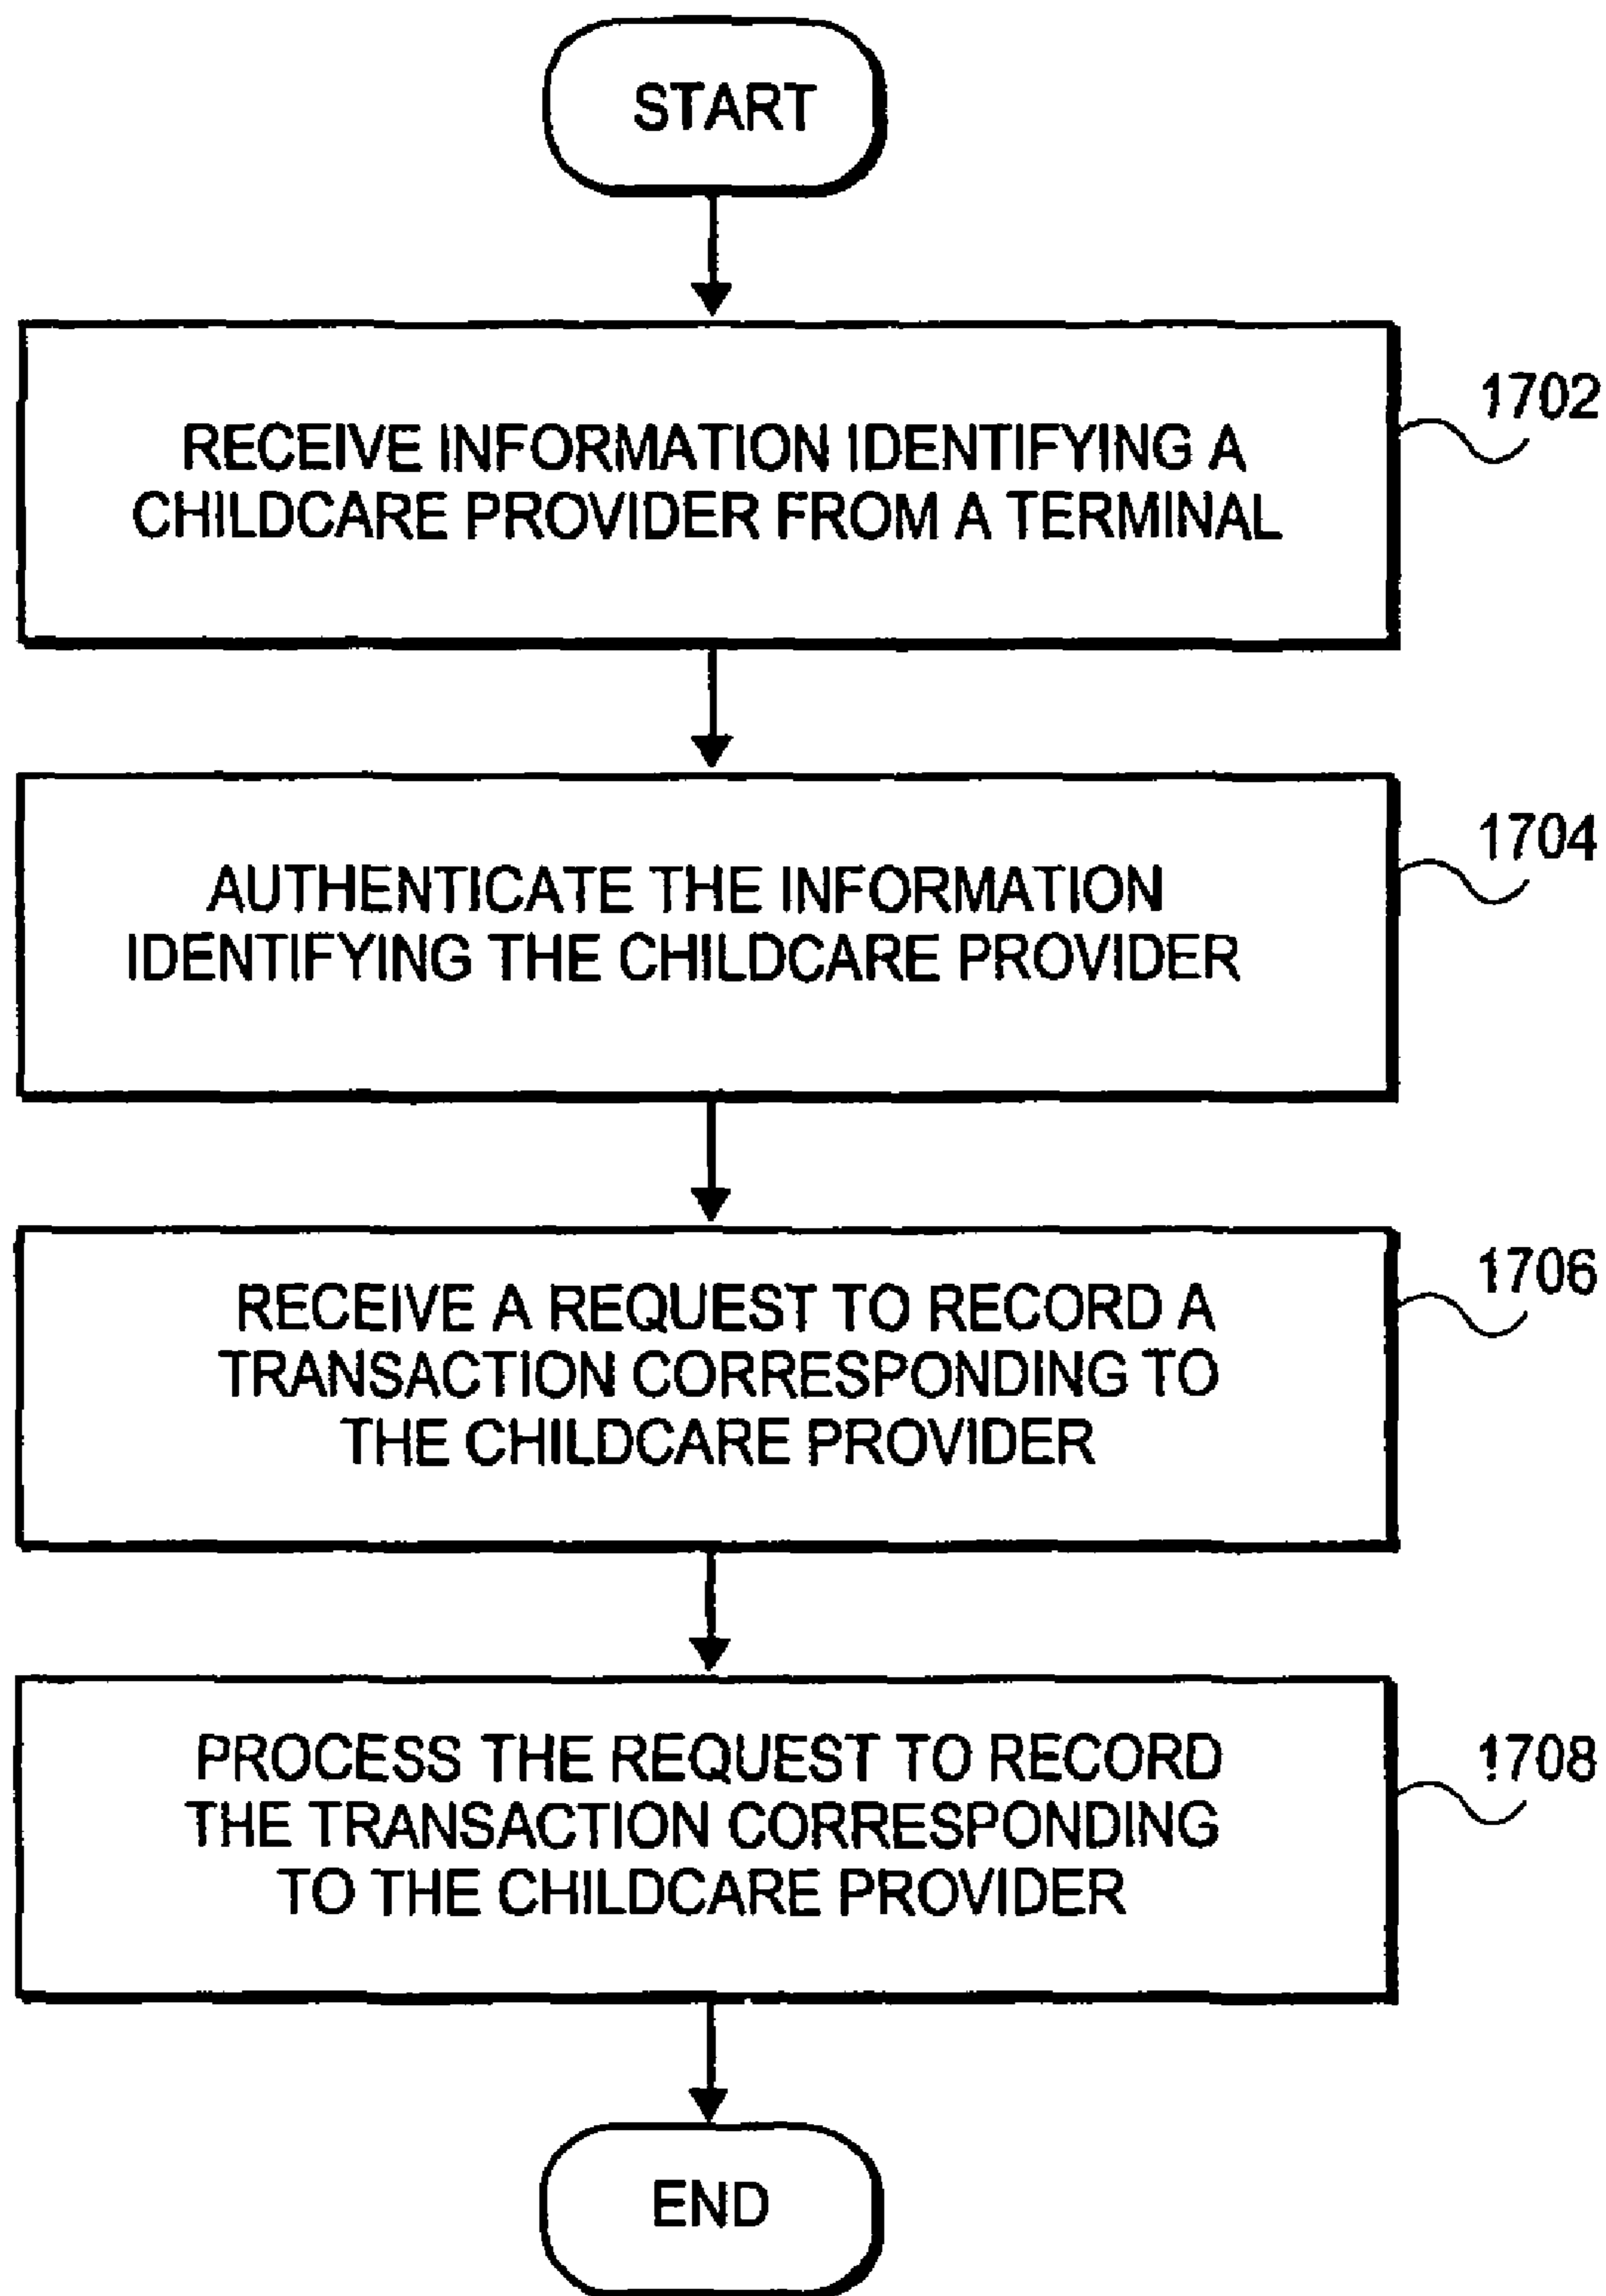 START
RECEIVE INFORMATION IDENTIFYING A
CHILDCARE PROVIDER FROM A TERMINAL
1702
AUTHENTICATE THE INFORMATION
IDENTIFYING THE CHILDCARE PROVIDER
1704
RECEIVE A REQUEST TO RECORD A
TRANSACTION CORRESPONDING TO
THE CHILDCARE PROVIDER
1706
PROCESS THE REQUEST TO RECORD
THE TRANSACTION CORRESPONDING
TO THE CHILDCARE PROVIDER
1708
END